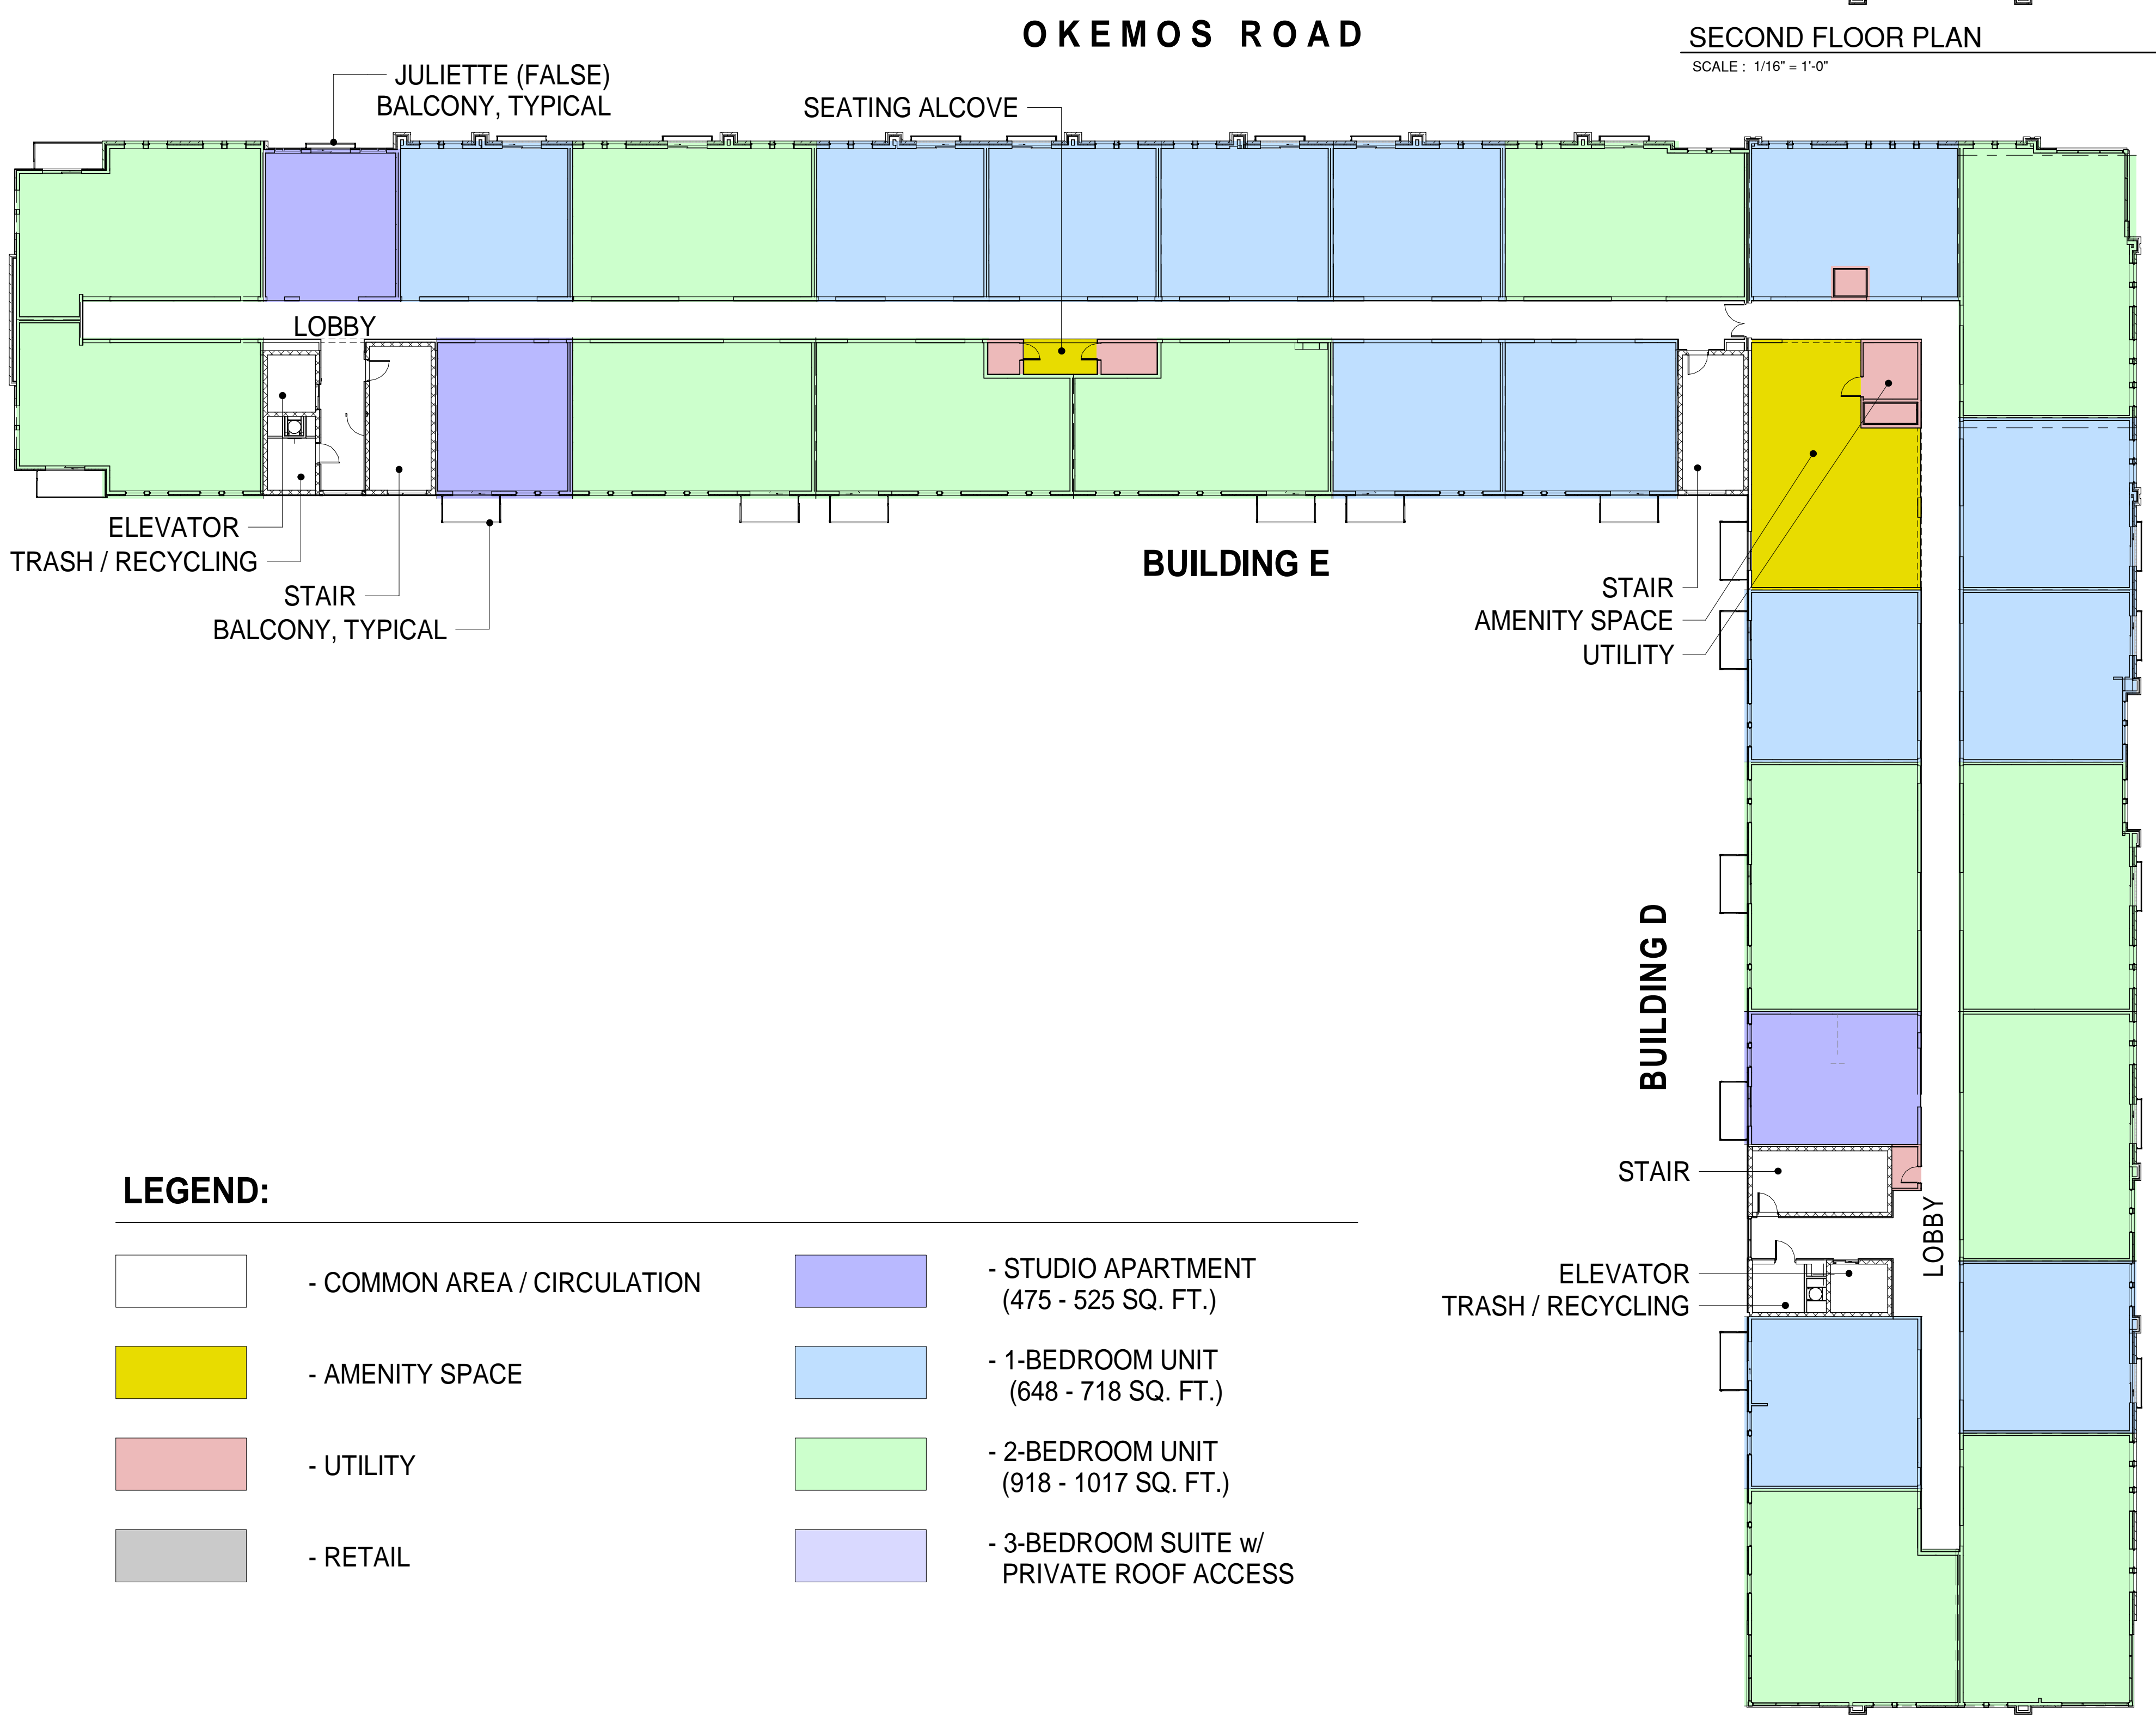 OKEMOS ROAD
SECOND FLOOR PLAN
SCALE : 1/16" = 1'-0"
JULIETTE (FALSE)
BALCONY, TYPICAL
SEATING ALCOVE
LOBBY
ELEVATOR
TRASH / RECYCLING
STAIR
BALCONY, TYPICAL
BUILDING E
STAIR
AMENITY SPACE
UTILITY
BUILDING D
STAIR
LOBBY
ELEVATOR
TRASH / RECYCLING
LEGEND:
- COMMON AREA / CIRCULATION
- AMENITY SPACE
- UTILITY
- RETAIL
- STUDIO APARTMENT
(475 - 525 SQ. FT.)
- 1-BEDROOM UNIT
(648 - 718 SQ. FT.)
- 2-BEDROOM UNIT
(918 - 1017 SQ. FT.)
- 3-BEDROOM SUITE w/
PRIVATE ROOF ACCESS